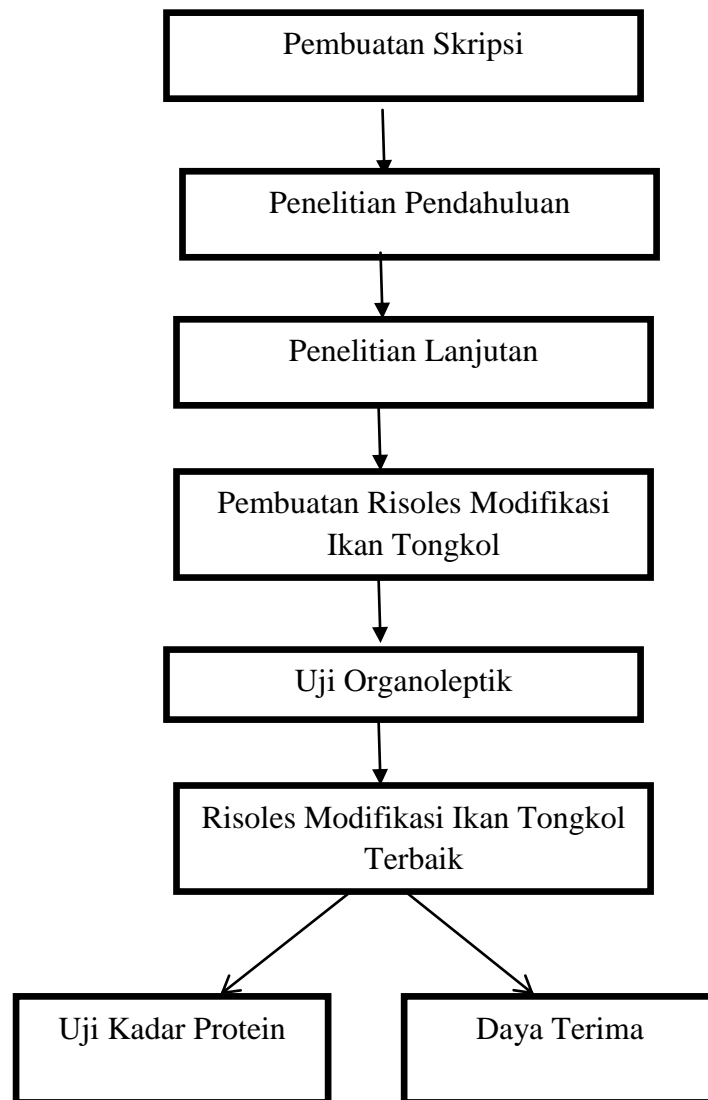 Pembuatan Skripsi
Penelitian Pendahuluan
Penelitian Lanjutan
Pembuatan Risoles Modifikasi
Ikan Tongkol
Uji Organoleptik
Risoles Modifikasi Ikan Tongkol
Terbaik
Uji Kadar Protein
Daya Terima